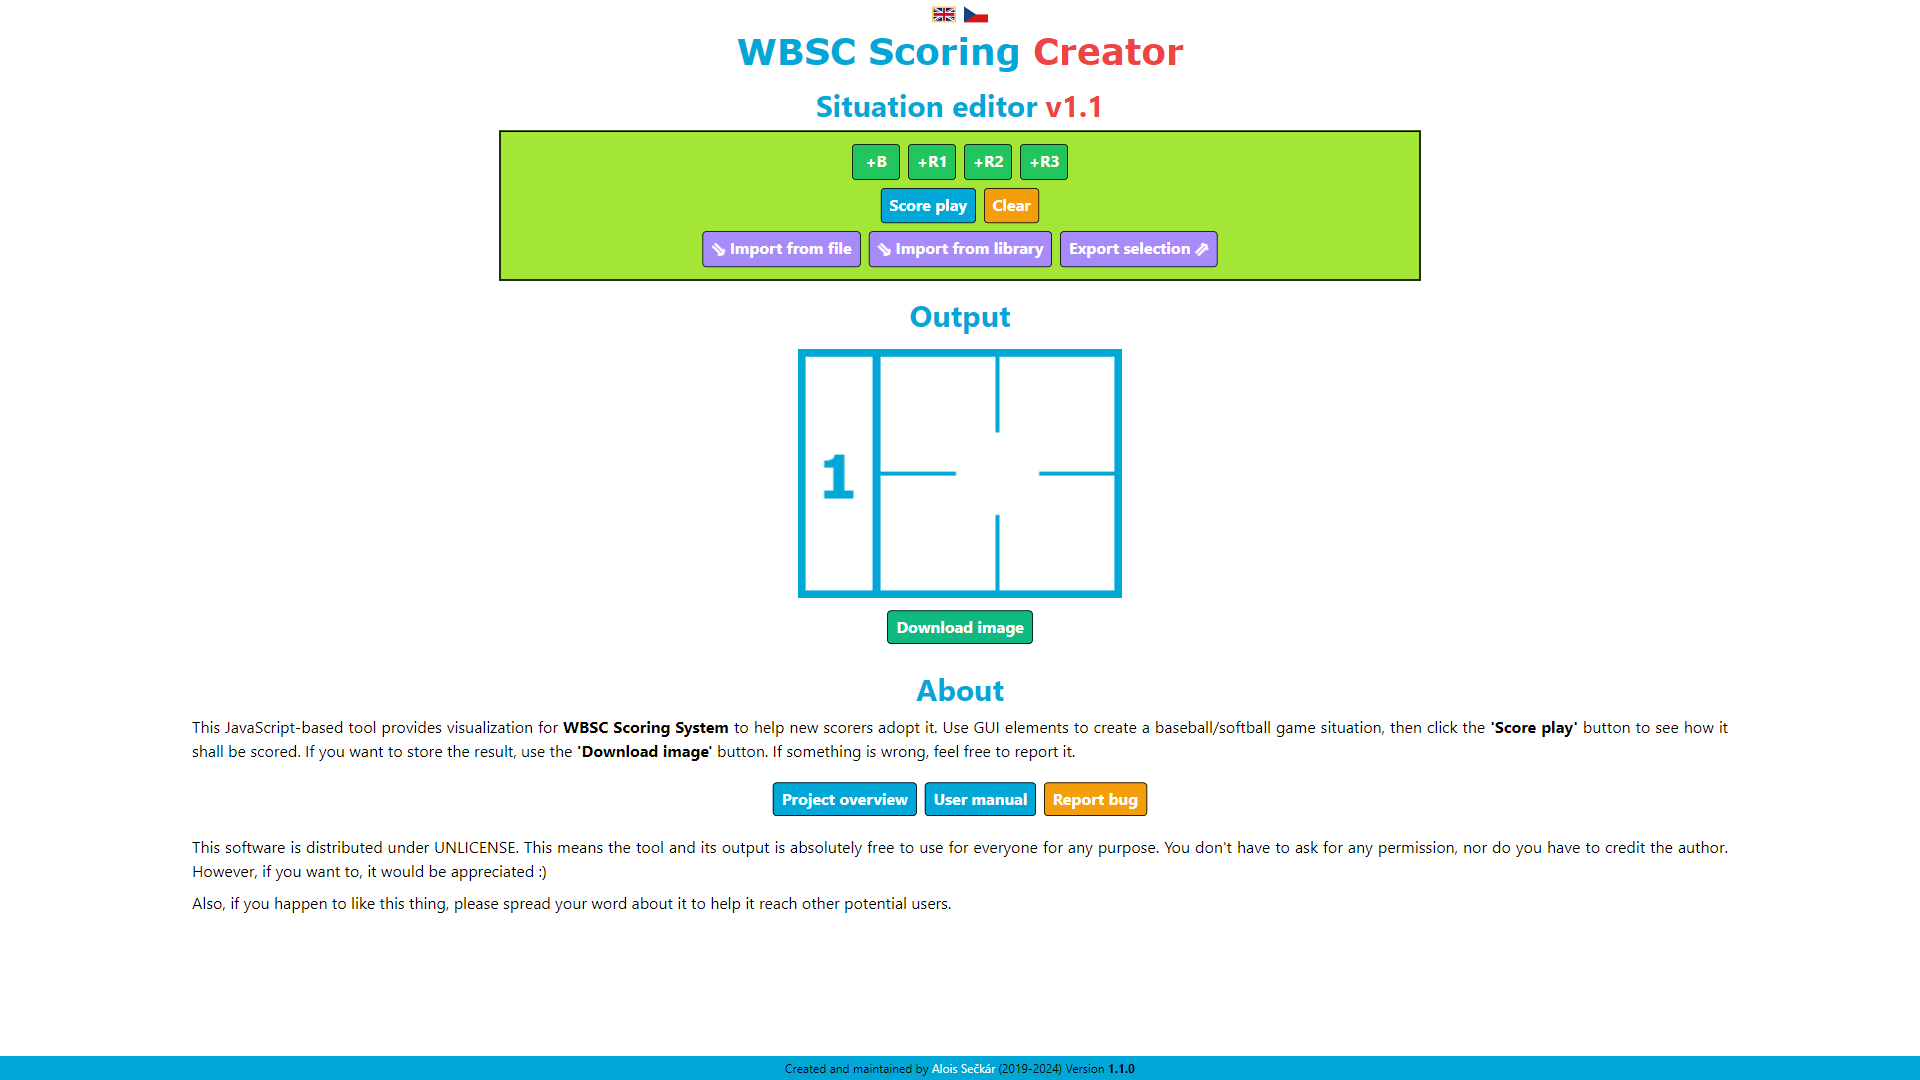 WBSC Scoring Creator
Situation editor v1.1
+B +R1 +R2 +R3
Score play Clear
⇘ Import from file ⇘ Import from library Export selection ⇗
Output
1
Download image
About
This JavaScript-based tool provides visualization for WBSC Scoring System to help new scorers adopt it. Use GUI elements to create a baseball/softball game situation, then click the 'Score play' button to see how it
shall be scored. If you want to store the result, use the 'Download image' button. If something is wrong, feel free to report it.
Project overview User manual Report bug
This software is distributed under UNLICENSE. This means the tool and its output is absolutely free to use for everyone for any purpose. You don't have to ask for any permission, nor do you have to credit the author.
However, if you want to, it would be appreciated :)
Also, if you happen to like this thing, please spread your word about it to help it reach other potential users.
Created and maintained by Alois Sečkár (2019-2024) Version 1.1.0